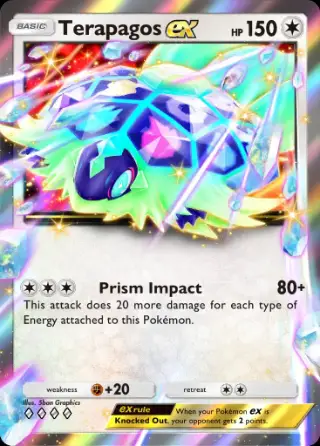 BASIC Terapagos ex HP 150
Prism Impact 80+
This attack does 20 more damage for each type of
Energy attached to this Pokémon.
weakness +20 retreat
Illus. 5ban Graphics
ex rule When your Pokémon ex is
Knocked Out, your opponent gets 2 points.